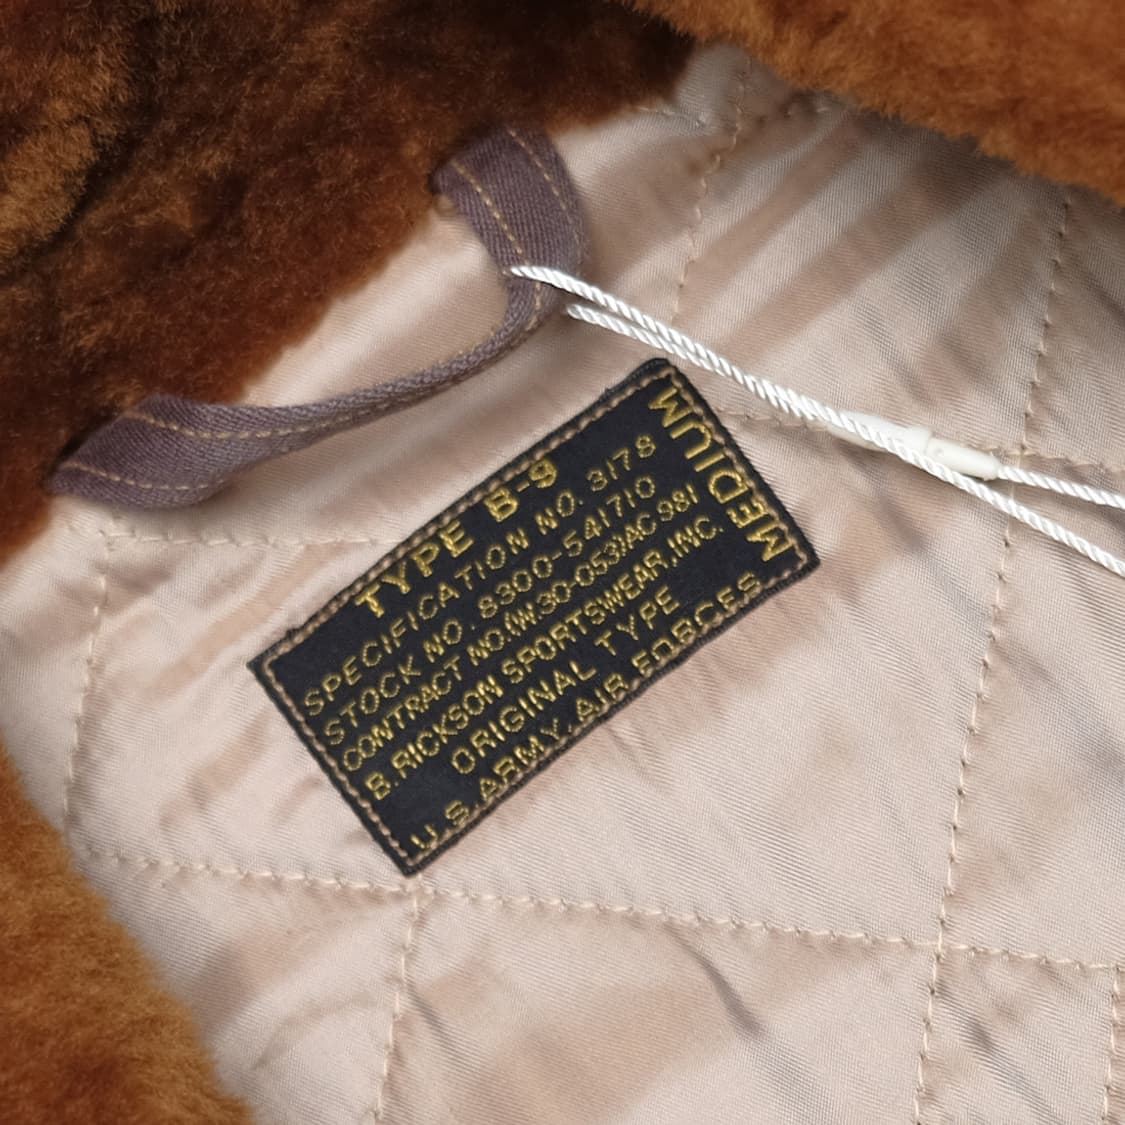 TYPE B-9
SPECIFICATION NO. 3178
STOCK NO. 8300-541710
CONTRACT NO.(W30-053)AC 981
B.RICKSON SPORTSWEAR,INC.
ORIGINAL TYPE
U.S.ARMY AIR FORCES
MEDIUM